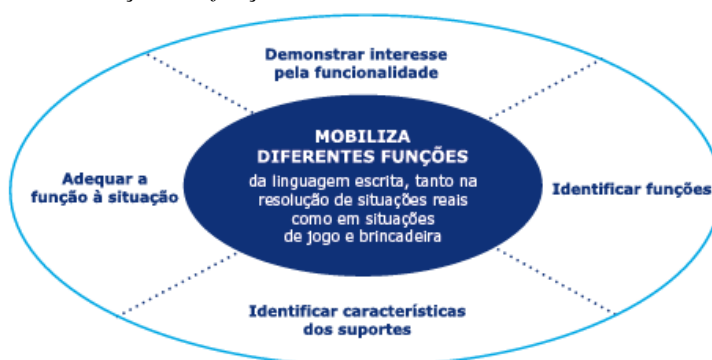 Demonstrar interesse
pela funcionalidade
MOBILIZA
DIFERENTES FUNÇÕES
da linguagem escrita, tanto na
resolução de situações reais
como em situações
de jogo e brincadeira
Adequar a
função à situação
Identificar funções
Identificar características
dos suportes